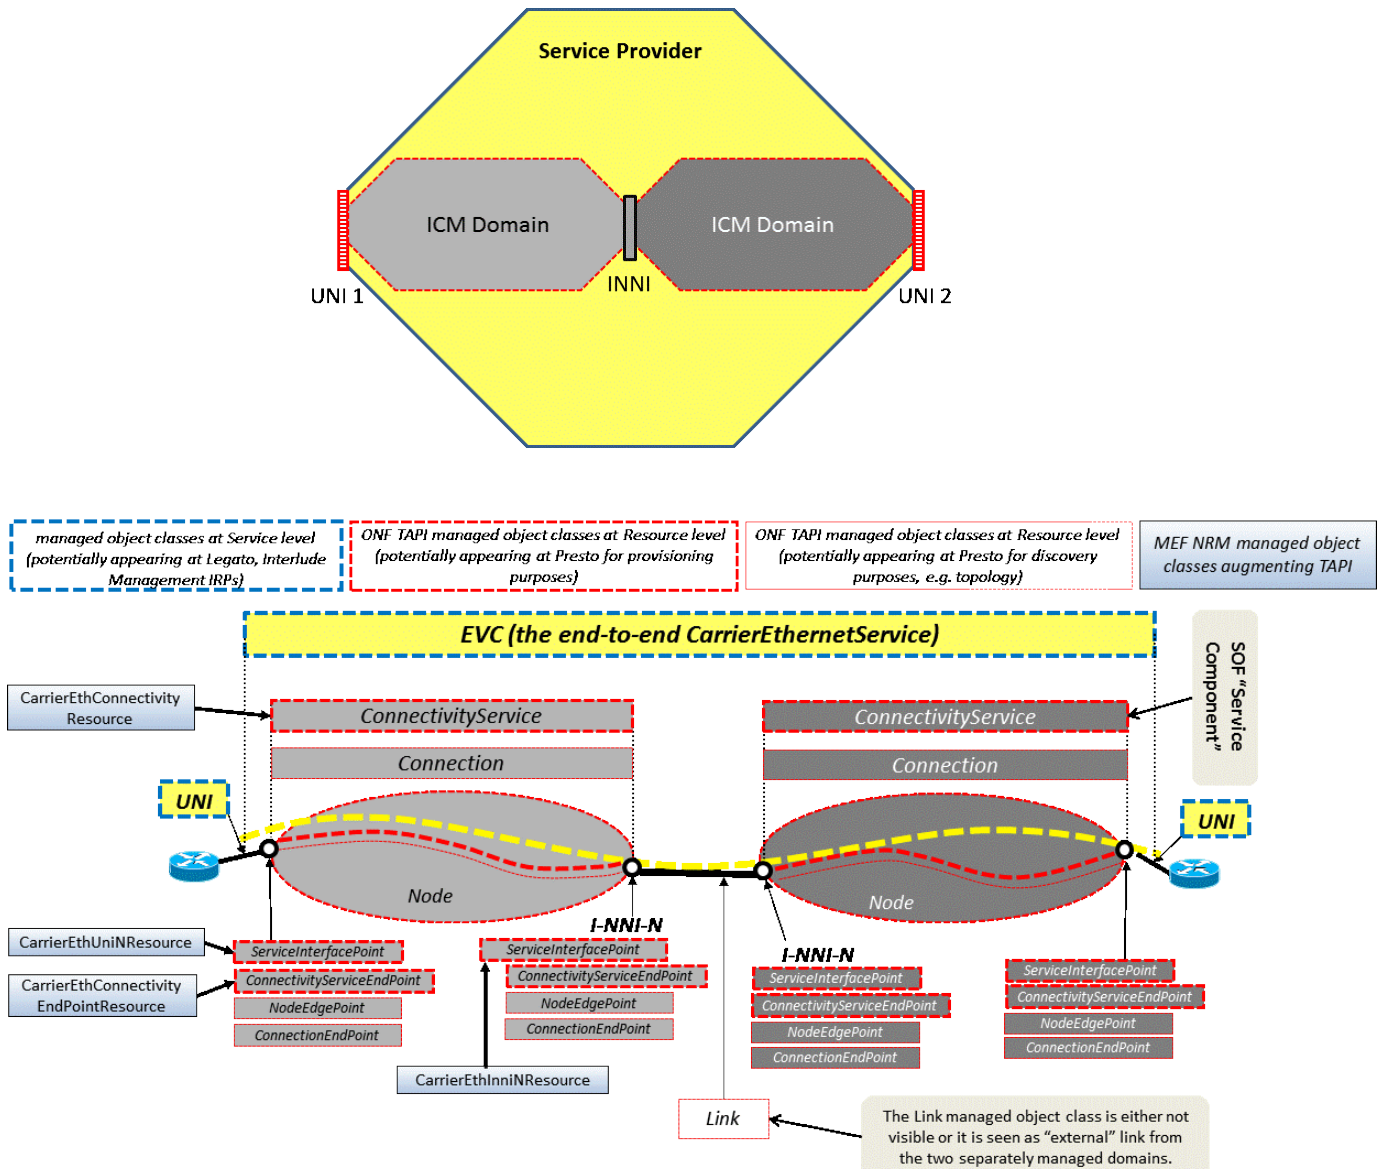 Service Provider
ICM Domain
ICM Domain
INNI
UNI 1
UNI 2
managed object classes at Service level
(potentially appearing at Legato, Interlude
Management IRPs)
ONF TAPI managed object classes at Resource level
(potentially appearing at Presto for provisioning
purposes)
ONF TAPI managed object classes at Resource level
(potentially appearing at Presto for discovery
purposes, e.g. topology)
MEF NRM managed object
classes augmenting TAPI
EVC (the end-to-end CarrierEthernetService)
SOF “Service
Component”
CarrierEthConnectivity
Resource
ConnectivityService
ConnectivityService
Connection
Connection
UNI
UNI
Node
Node
I-NNI-N
I-NNI-N
CarrierEthUniNResource
ServiceInterfacePoint
ConnectivityServiceEndPoint
NodeEdgePoint
ConnectionEndPoint
CarrierEthConnectivity
EndPointResource
ServiceInterfacePoint
ConnectivityServiceEndPoint
NodeEdgePoint
ConnectionEndPoint
ServiceInterfacePoint
ConnectivityServiceEndPoint
NodeEdgePoint
ConnectionEndPoint
ServiceInterfacePoint
ConnectivityServiceEndPoint
NodeEdgePoint
ConnectionEndPoint
CarrierEthInniNResource
Link
The Link managed object class is either not
visible or it is seen as “external” link from
the two separately managed domains.